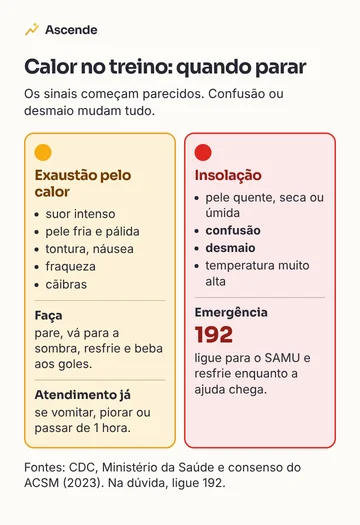 Ascende
Calor no treino: quando parar
Os sinais começam parecidos. Confusão ou
desmaio mudam tudo.
Exaustão pelo
calor
• suor intenso
• pele fria e pálida
• tontura, náusea
• fraqueza
• cãibras
Faça
pare, vá para a
sombra, resfrie e beba
aos goles.
Atendimento já
se vomitar, piorar ou
passar de 1 hora.
Insolação
• pele quente, seca ou
úmida
• confusão
• desmaio
• temperatura muito
alta
Emergência
192
ligue para o SAMU e
resfrie enquanto a
ajuda chega.
Fontes: CDC, Ministério da Saúde e consenso do
ACSM (2023). Na dúvida, ligue 192.